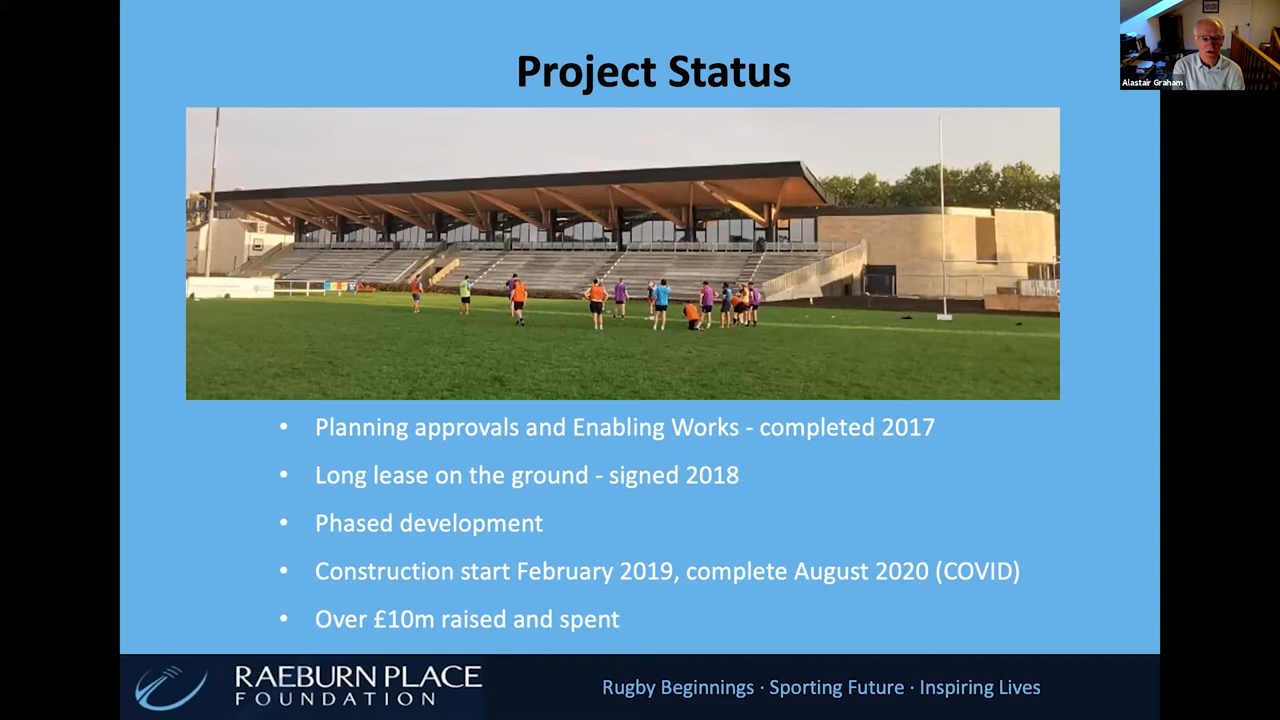 Project Status
Alastair Graham
• Planning approvals and Enabling Works - completed 2017
• Long lease on the ground - signed 2018
• Phased development
• Construction start February 2019, complete August 2020 (COVID)
• Over £10m raised and spent
RAEBURN PLACE
FOUNDATION
Rugby Beginnings · Sporting Future · Inspiring Lives